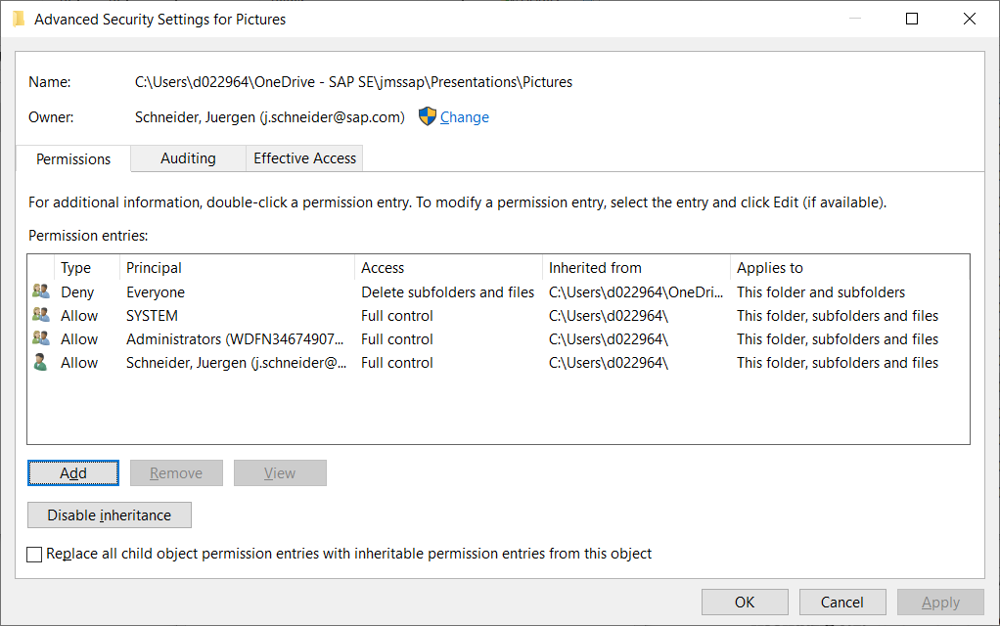 Advanced Security Settings for Pictures
Name: C:\Users\d022964\OneDrive - SAP SE\jmssap\Presentations\Pictures
Owner: Schneider, Juergen (j.schneider@sap.com) Change
Permissions Auditing Effective Access
For additional information, double-click a permission entry. To modify a permission entry, select the entry and click Edit (if available).
Permission entries:
Type Principal Access Inherited from Applies to
Deny Everyone Delete subfolders and files C:\Users\d022964\OneDri... This folder and subfolders
Allow SYSTEM Full control C:\Users\d022964\ This folder, subfolders and files
Allow Administrators (WDFN34674907... Full control C:\Users\d022964\ This folder, subfolders and files
Allow Schneider, Juergen (j.schneider@... Full control C:\Users\d022964\ This folder, subfolders and files
Add Remove View
Disable inheritance
Replace all child object permission entries with inheritable permission entries from this object
OK Cancel Apply